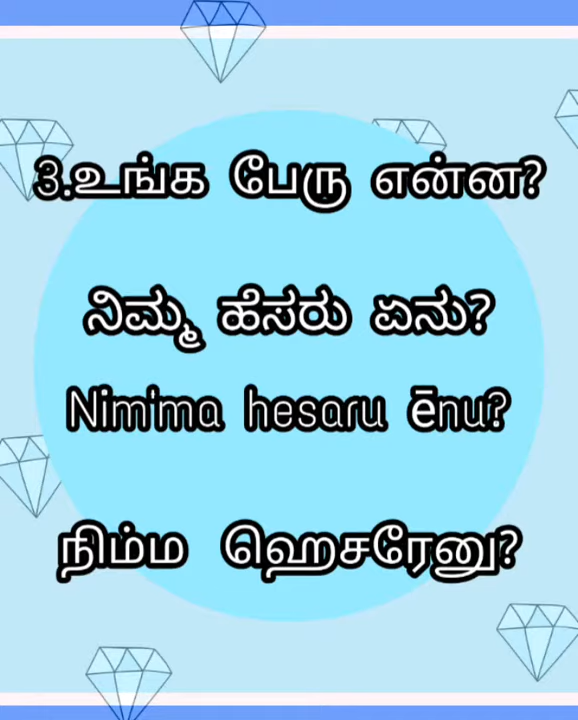 3.உங்க பேரு என்ன?
ನಿಮ್ಮ ಹೆಸರು ಏನು?
Nim'ma hesaru ēnu?
நிம்ம ஹெசரேனு?